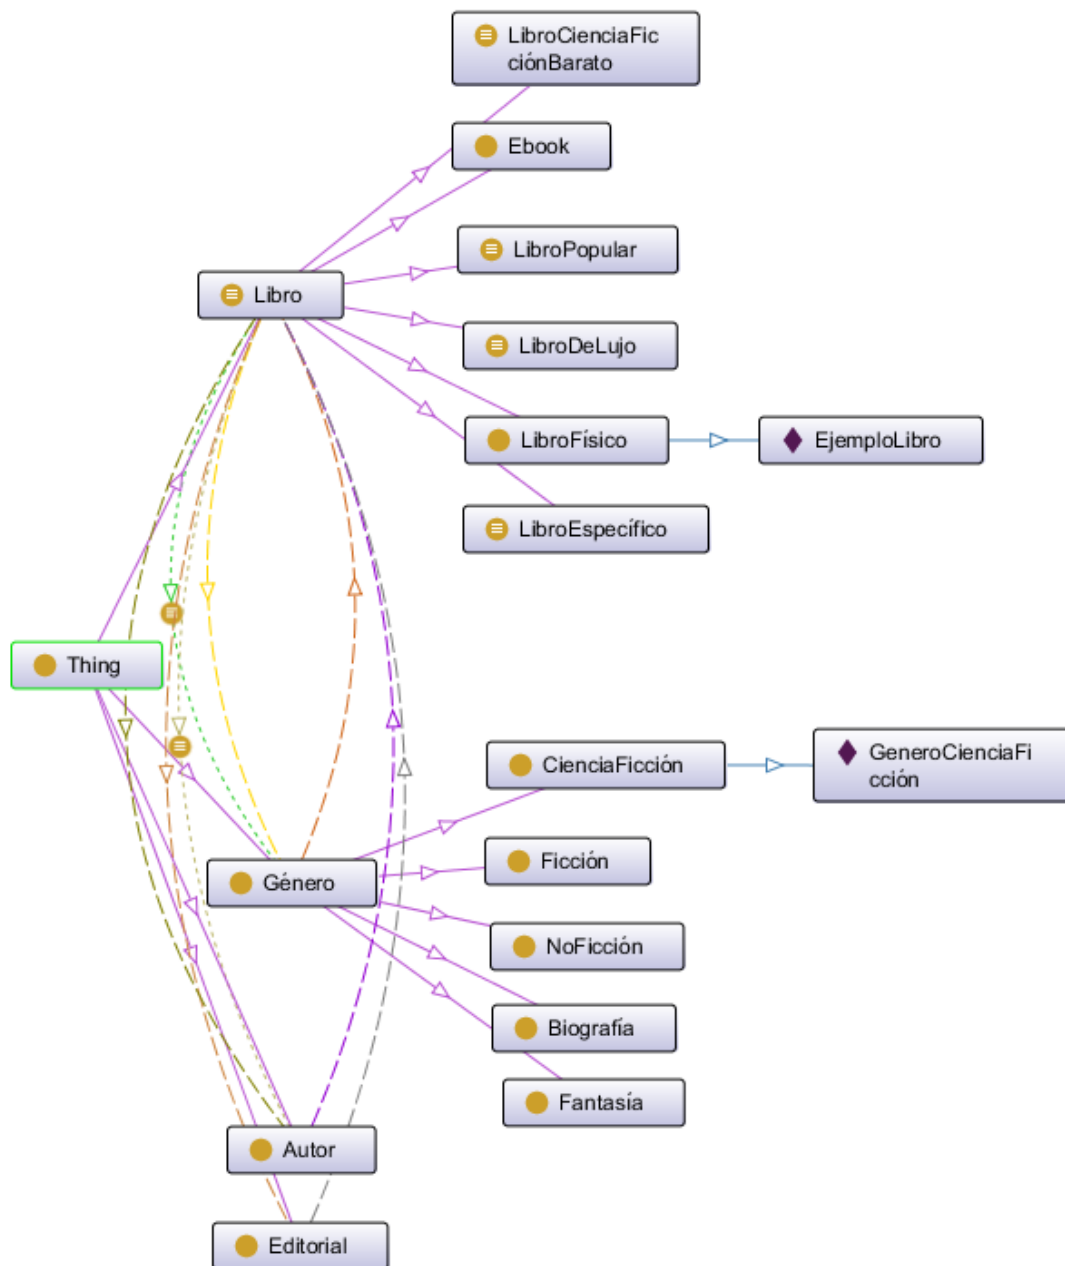 LibroCienciaFic
ciónBarato
Ebook
LibroPopular
Libro
LibroDeLujo
LibroFísico
EjemploLibro
LibroEspecífico
Thing
CienciaFicción
GeneroCienciaFi
cción
Ficción
Género
NoFicción
Biografía
Fantasía
Autor
Editorial